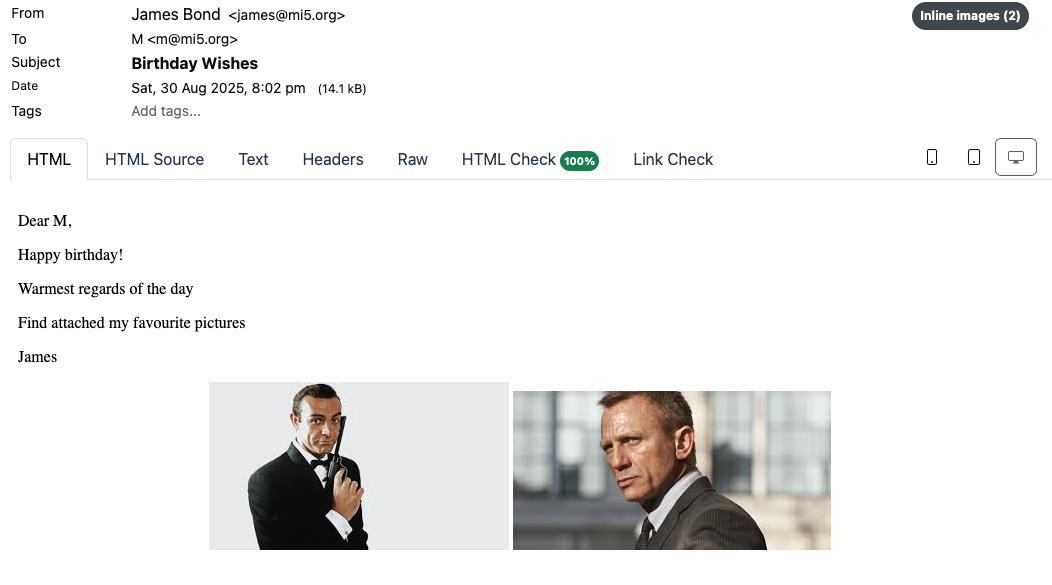 From James Bond <james@mi5.org> Inline images (2)
To M <m@mi5.org>
Subject Birthday Wishes
Date Sat, 30 Aug 2025, 8:02 pm (14.1 kB)
Tags Add tags...
HTML HTML Source Text Headers Raw HTML Check 100% Link Check
Dear M,
Happy birthday!
Warmest regards of the day
Find attached my favourite pictures
James